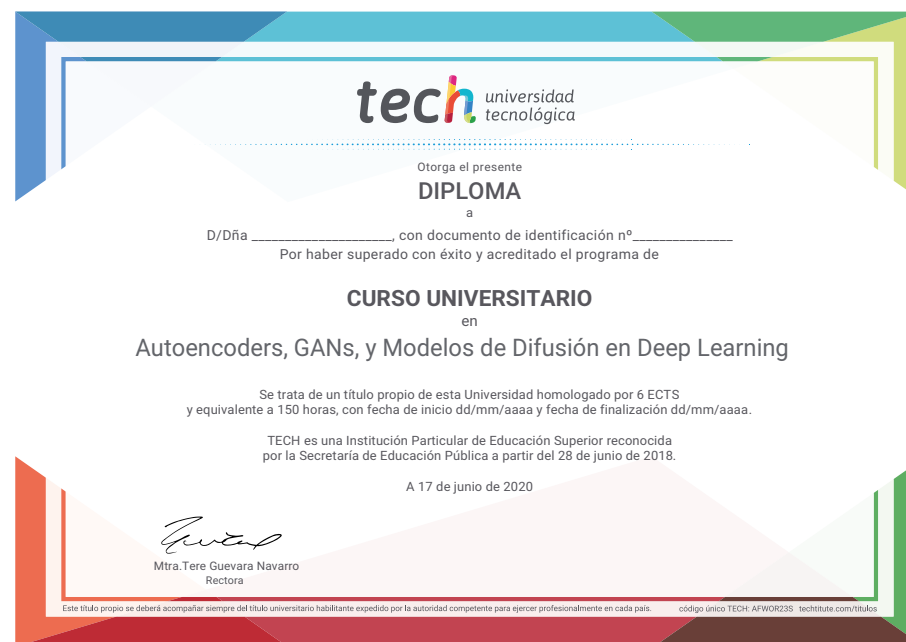 tech universidad
tecnológica
Otorga el presente
DIPLOMA
a
D/Dña _____________________, con documento de identificación nº_______________
Por haber superado con éxito y acreditado el programa de
CURSO UNIVERSITARIO
en
Autoencoders, GANs, y Modelos de Difusión en Deep Learning
Se trata de un título propio de esta Universidad homologado por 6 ECTS
y equivalente a 150 horas, con fecha de inicio dd/mm/aaaa y fecha de finalización dd/mm/aaaa.
TECH es una Institución Particular de Educación Superior reconocida
por la Secretaría de Educación Pública a partir del 28 de junio de 2018.
A 17 de junio de 2020
Mtra.Tere Guevara Navarro
Rectora
Este título propio se deberá acompañar siempre del título universitario habilitante expedido por la autoridad competente para ejercer profesionalmente en cada país. código único TECH: AFWOR23S techtitute.com/titulos